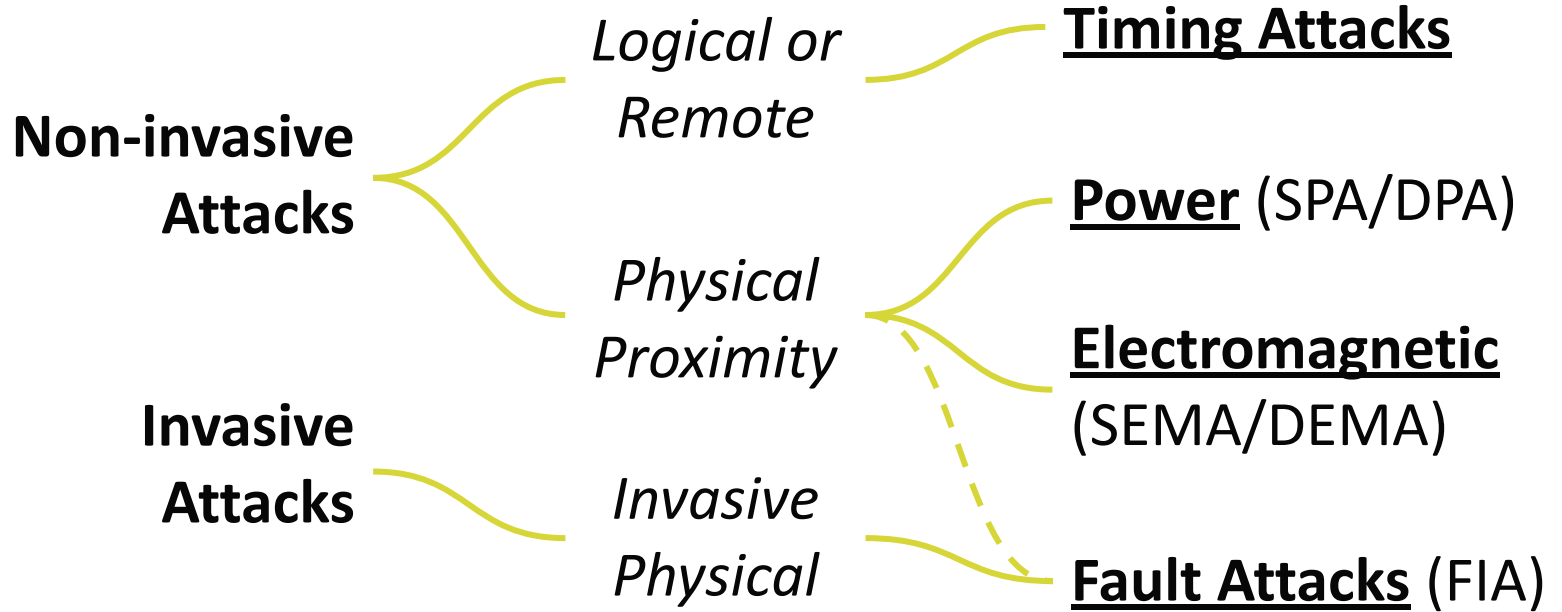 Non-invasive
Attacks
Invasive
Attacks
Logical or
Remote
Physical
Proximity
Invasive
Physical
Timing Attacks
Power (SPA/DPA)
Electromagnetic
(SEMA/DEMA)
Fault Attacks (FIA)